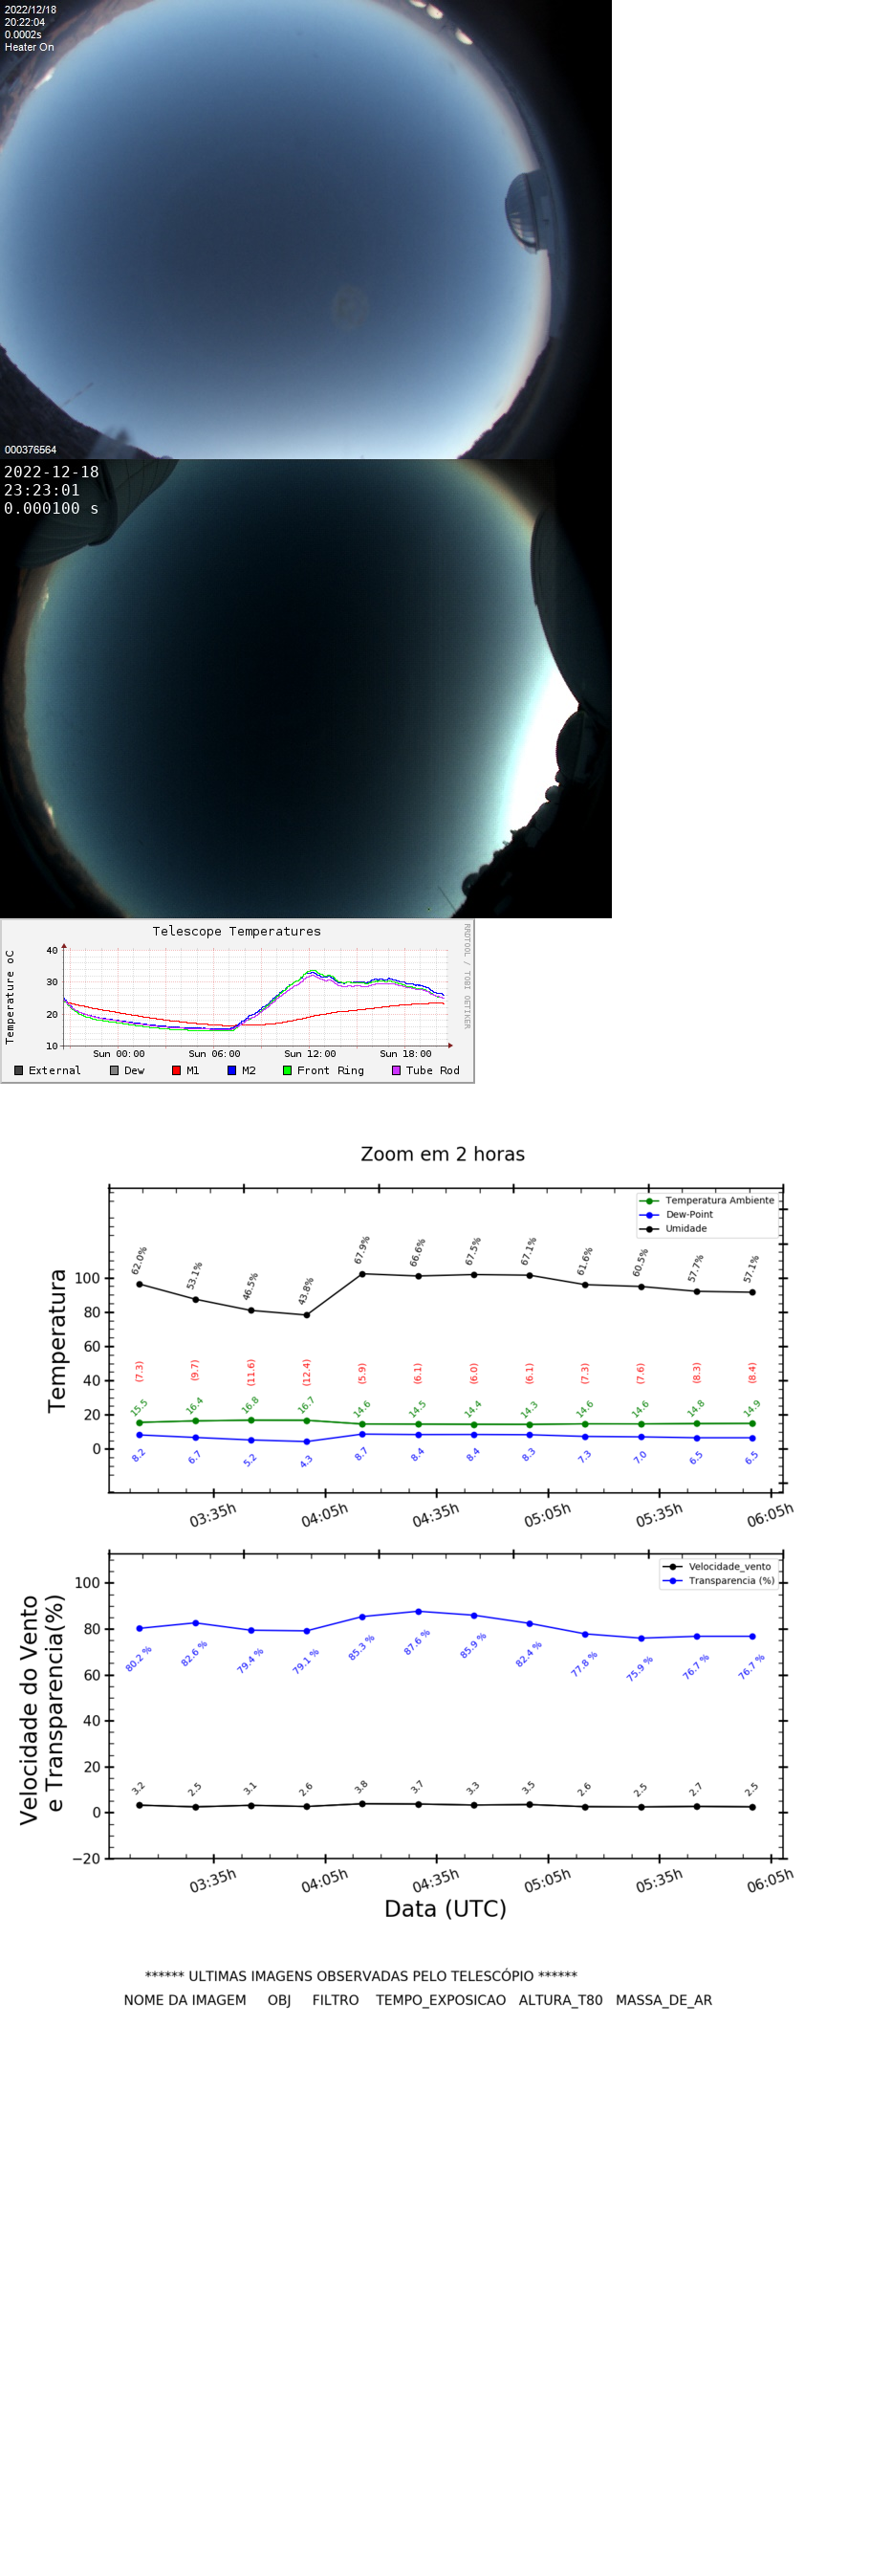 2022/12/18
20:22:04
0.0002s
Heater On
000376564
2022-12-18
23:23:01
0.000100 s
Telescope Temperatures
RRDTOOL / TOBI OETIKER
Temperature oC
40
30
20
10
Sun 00:00 Sun 06:00 Sun 12:00 Sun 18:00
External Dew M1 M2 Front Ring Tube Rod
Zoom em 2 horas
Temperatura Ambiente
Dew-Point
Umidade
Temperatura
100
80
60
40
20
0
62.0% 53.1% 46.5% 43.8% 67.9% 66.6% 67.5% 67.1% 61.6% 60.5% 57.7% 57.1%
(7.3) (9.7) (11.6) (12.4) (5.9) (6.1) (6.0) (6.1) (7.3) (7.6) (8.3) (8.4)
15.5 16.4 16.8 16.7 14.6 14.5 14.4 14.3 14.6 14.6 14.8 14.9
8.2 6.7 5.2 4.3 8.7 8.4 8.4 8.3 7.3 7.0 6.5 6.5
03:35h 04:05h 04:35h 05:05h 05:35h 06:05h
Velocidade_vento
Transparencia (%)
Velocidade do Vento
e Transparencia(%)
100
80
60
40
20
0
−20
80.2 % 82.6 % 79.4 % 79.1 % 85.3 % 87.6 % 85.9 % 82.4 % 77.8 % 75.9 % 76.7 % 76.7 %
3.2 2.5 3.1 2.6 3.8 3.7 3.3 3.5 2.6 2.5 2.7 2.5
03:35h 04:05h 04:35h 05:05h 05:35h 06:05h
Data (UTC)
****** ULTIMAS IMAGENS OBSERVADAS PELO TELESCÓPIO ******
NOME DA IMAGEM OBJ FILTRO TEMPO_EXPOSICAO ALTURA_T80 MASSA_DE_AR